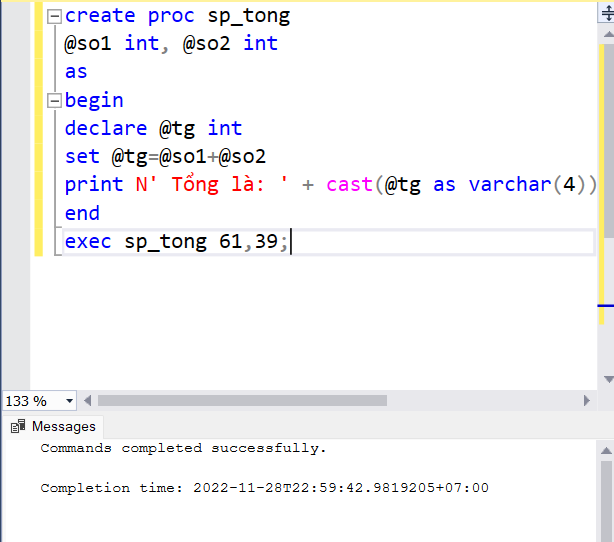 create proc sp_tong
@so1 int, @so2 int
as
begin
declare @tg int
set @tg=@so1+@so2
print N' Tổng là: ' + cast(@tg as varchar(4))
end
exec sp_tong 61,39;
133 %
Messages
Commands completed successfully.
Completion time: 2022-11-28T22:59:42.9819205+07:00